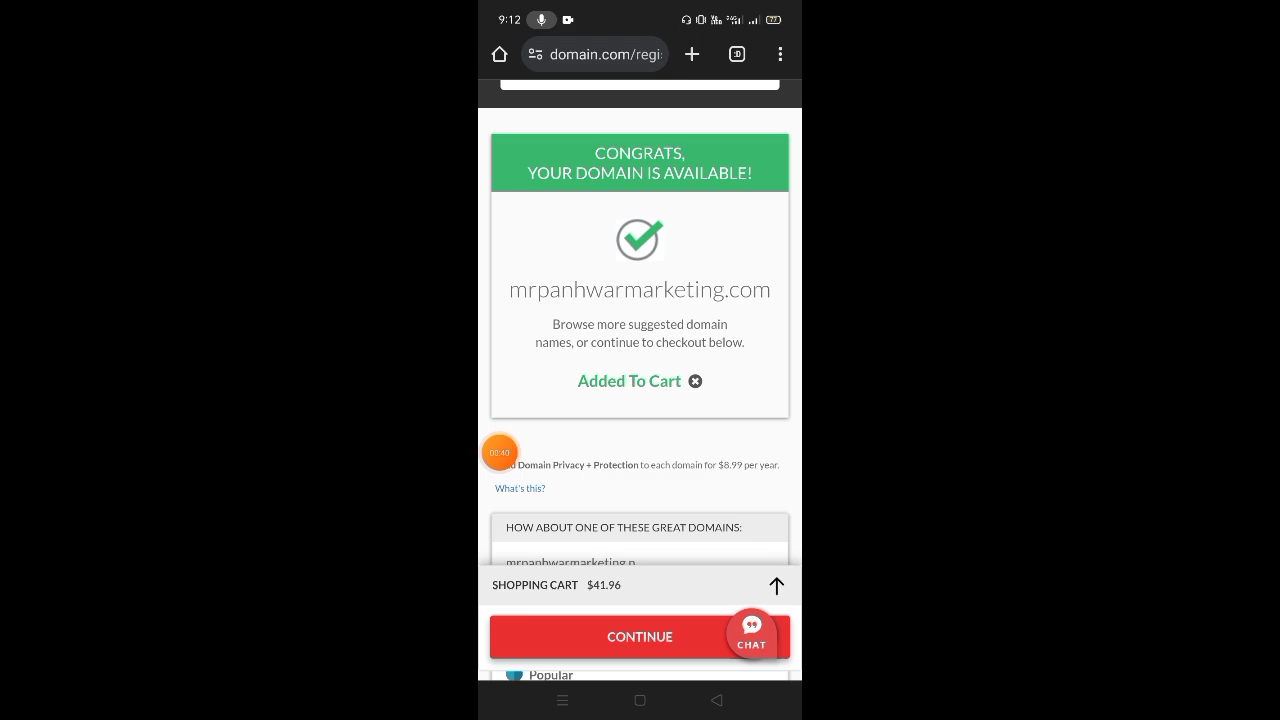 9:12
domain.com/regi
:D
CONGRATS,
YOUR DOMAIN IS AVAILABLE!
mrpanhwarmarketing.com
Browse more suggested domain
names, or continue to checkout below.
Added To Cart
00:40
Domain Privacy + Protection to each domain for $8.99 per year.
What's this?
HOW ABOUT ONE OF THESE GREAT DOMAINS:
SHOPPING CART $41.96
CONTINUE
CHAT
Popular